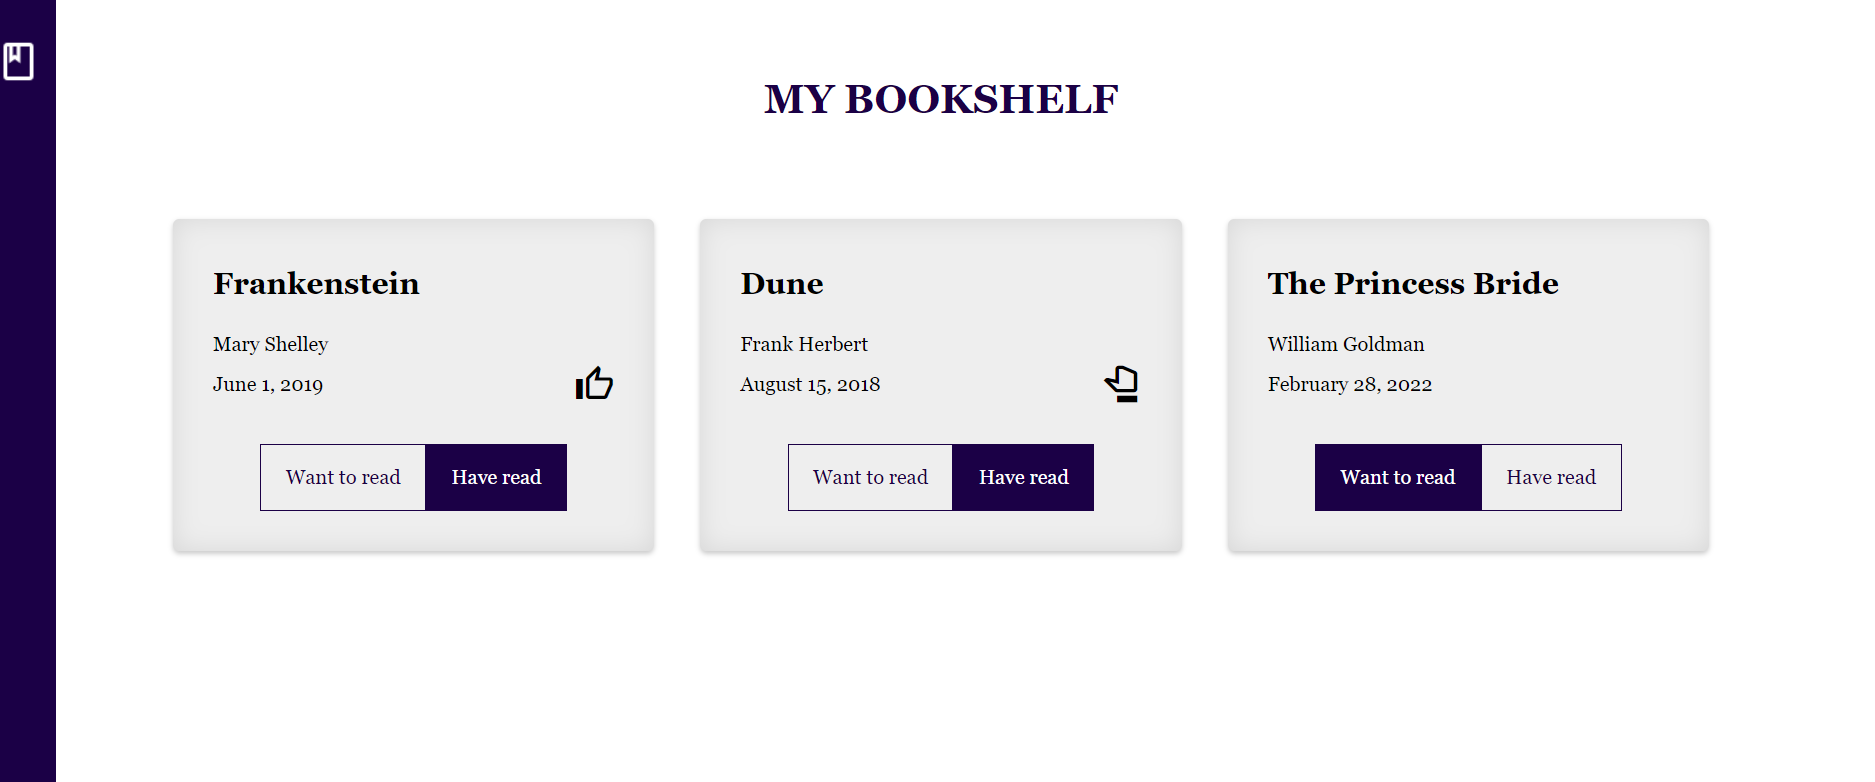 MY BOOKSHELF
Frankenstein
Mary Shelley
June 1, 2019
Want to read Have read
Dune
Frank Herbert
August 15, 2018
Want to read Have read
The Princess Bride
William Goldman
February 28, 2022
Want to read Have read